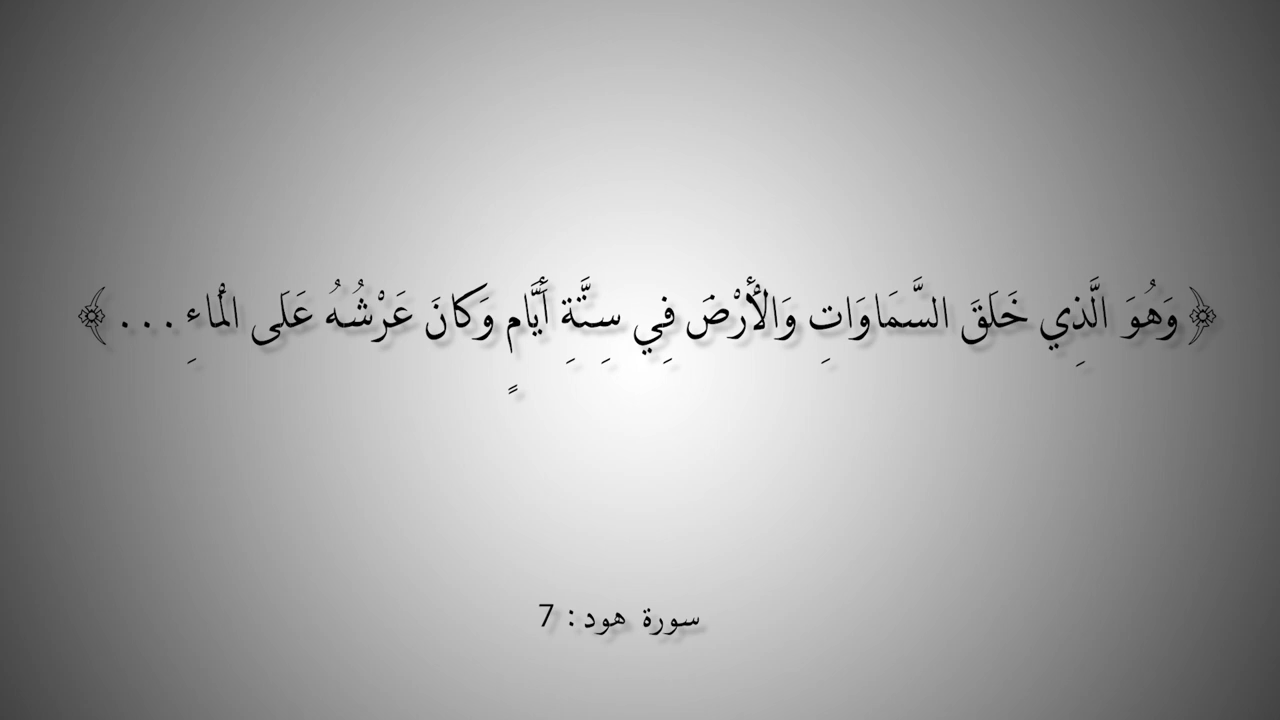 ﴿ وَهُوَ الَّذِي خَلَقَ السَّمَاوَاتِ وَالْأَرْضَ فِي سِتَّةِ أَيَّامٍ وَكَانَ عَرْشُهُ عَلَى الْمَاءِ . . . ﴾
سورة هود : 7